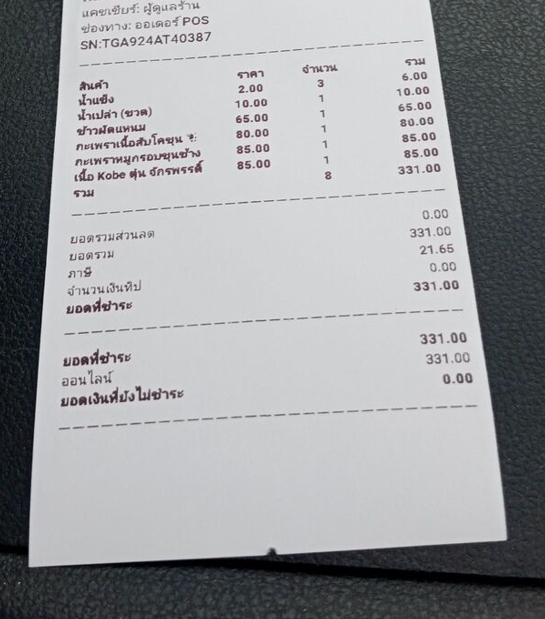 แคชเชียร์: ผู้ดูแลร้าน
ช่องทาง: ออเดอร์ POS
SN:TGA924AT40387
สินค้า ราคา จำนวน รวม
น้ำแข็ง 2.00 3 6.00
น้ำเปล่า (ขวด) 10.00 1 10.00
ข้าวผัดแหนม 65.00 1 65.00
กะเพราเนื้อสับโคขุน 80.00 1 80.00
กะเพราหมูกรอบขุนช้าง 85.00 1 85.00
เนื้อ Kobe ตุ๋น จักรพรรดิ์ 85.00 1 85.00
รวม 8 331.00
ยอดรวมส่วนลด 0.00
ยอดรวม 331.00
ภาษี 21.65
จำนวนเงินทิป 0.00
ยอดที่ชำระ 331.00
ยอดที่ชำระ 331.00
ออนไลน์ 331.00
ยอดเงินที่ยังไม่ชำระ 0.00